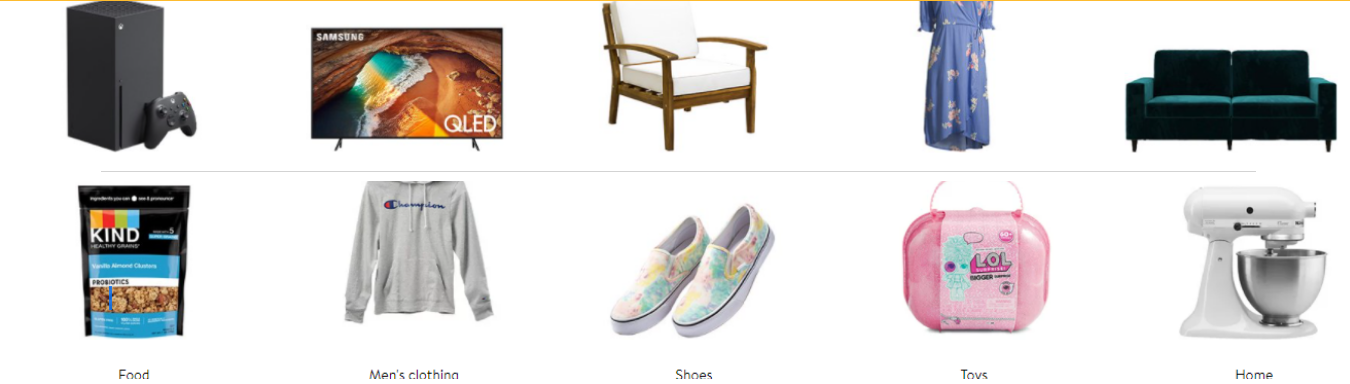 SAMSUNG
QLED
ingredients you can see & pronounce
KIND
HEALTHY GRAINS
Vanilla Almond Clusters
PROBIOTICS
Champion
LOL
SURPRISE!
BIGGER SURPRISE
Food
Men's clothing
Shoes
Toys
Home